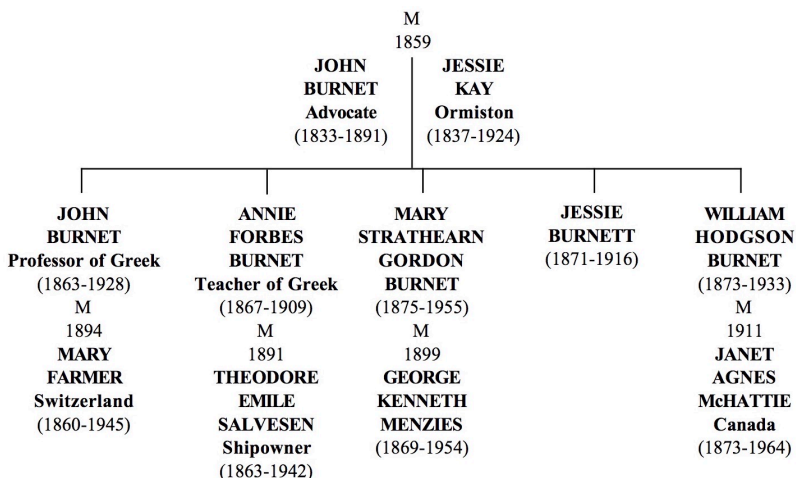 M
1859
JOHN
BURNET
Advocate
(1833-1891)
JESSIE
KAY
Ormiston
(1837-1924)
JOHN
BURNET
Professor of Greek
(1863-1928)
M
1894
MARY
FARMER
Switzerland
(1860-1945)
ANNIE
FORBES
BURNET
Teacher of Greek
(1867-1909)
M
1891
THEODORE
EMILE
SALVESEN
Shipowner
(1863-1942)
MARY
STRATHEARN
GORDON
BURNET
(1875-1955)
M
1899
GEORGE
KENNETH
MENZIES
(1869-1954)
JESSIE
BURNETT
(1871-1916)
WILLIAM
HODGSON
BURNET
(1873-1933)
M
1911
JANET
AGNES
McHATTIE
Canada
(1873-1964)